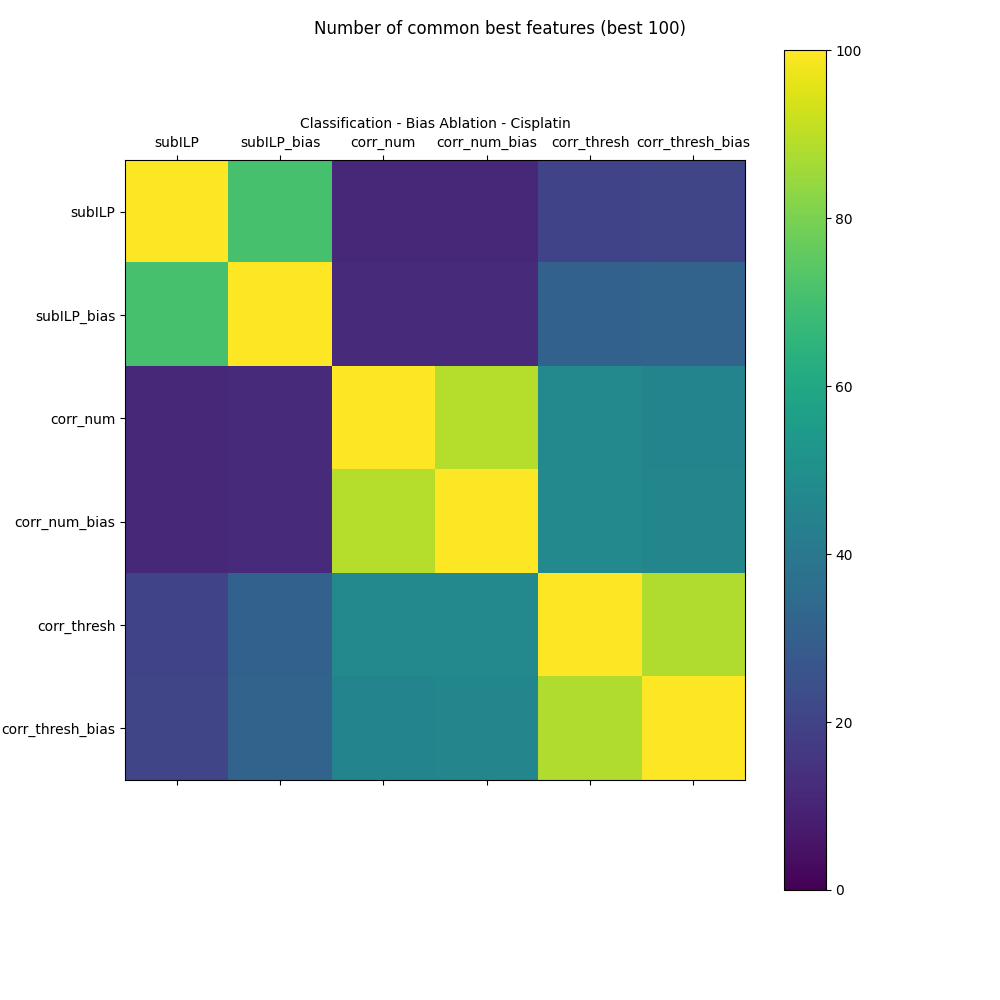 Number of common best features (best 100)
Classification - Bias Ablation - Cisplatin
subILP subILP_bias corr_num corr_num_bias corr_thresh corr_thresh_bias
subILP
subILP_bias
corr_num
corr_num_bias
corr_thresh
corr_thresh_bias
100
80
60
40
20
0